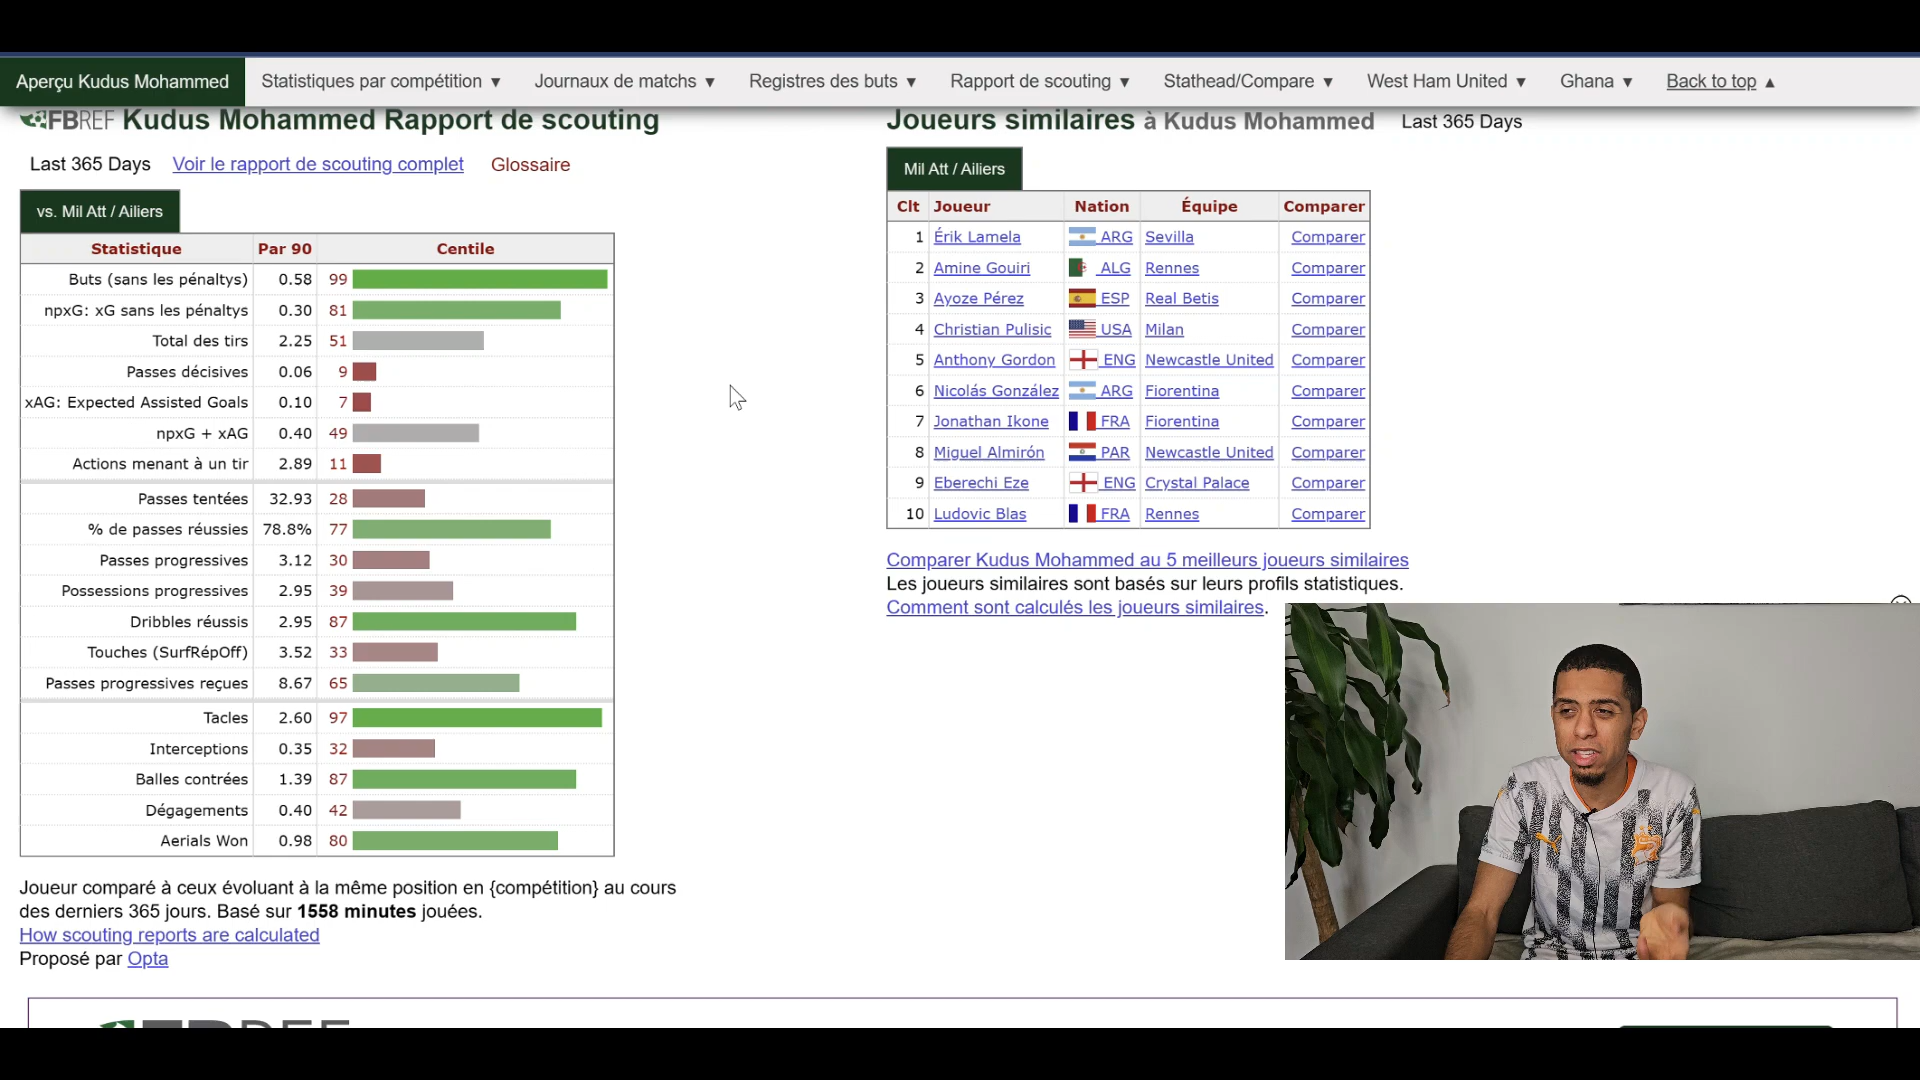 Aperçu Kudus Mohammed Statistiques par compétition ▼ Journaux de matchs ▼ Registres des buts ▼ Rapport de scouting ▼ Stathead/Compare ▼ West Ham United ▼ Ghana ▼ Back to top ▲
FBREF Kudus Mohammed Rapport de scouting
Last 365 Days Voir le rapport de scouting complet Glossaire
vs. Mil Att / Ailiers
Statistique Par 90 Centile
Buts (sans les pénaltys) 0.58 99
npxG: xG sans les pénaltys 0.30 81
Total des tirs 2.25 51
Passes décisives 0.06 9
xAG: Expected Assisted Goals 0.10 7
npxG + xAG 0.40 49
Actions menant à un tir 2.89 11
Passes tentées 32.93 28
% de passes réussies 78.8% 77
Passes progressives 3.12 30
Possessions progressives 2.95 39
Dribbles réussis 2.95 87
Touches (SurfRépOff) 3.52 33
Passes progressives reçues 8.67 65
Tacles 2.60 97
Interceptions 0.35 32
Balles contrées 1.39 87
Dégagements 0.40 42
Aerials Won 0.98 80
Joueur comparé à ceux évoluant à la même position en {compétition} au cours
des derniers 365 jours. Basé sur 1558 minutes jouées.
How scouting reports are calculated
Proposé par Opta
Joueurs similaires à Kudus Mohammed Last 365 Days
Mil Att / Ailiers
Clt Joueur Nation Équipe Comparer
1 Érik Lamela ARG Sevilla Comparer
2 Amine Gouiri ALG Rennes Comparer
3 Ayoze Pérez ESP Real Betis Comparer
4 Christian Pulisic USA Milan Comparer
5 Anthony Gordon ENG Newcastle United Comparer
6 Nicolás González ARG Fiorentina Comparer
7 Jonathan Ikone FRA Fiorentina Comparer
8 Miguel Almirón PAR Newcastle United Comparer
9 Eberechi Eze ENG Crystal Palace Comparer
10 Ludovic Blas FRA Rennes Comparer
Comparer Kudus Mohammed au 5 meilleurs joueurs similaires
Les joueurs similaires sont basés sur leurs profils statistiques.
Comment sont calculés les joueurs similaires.
FBREF